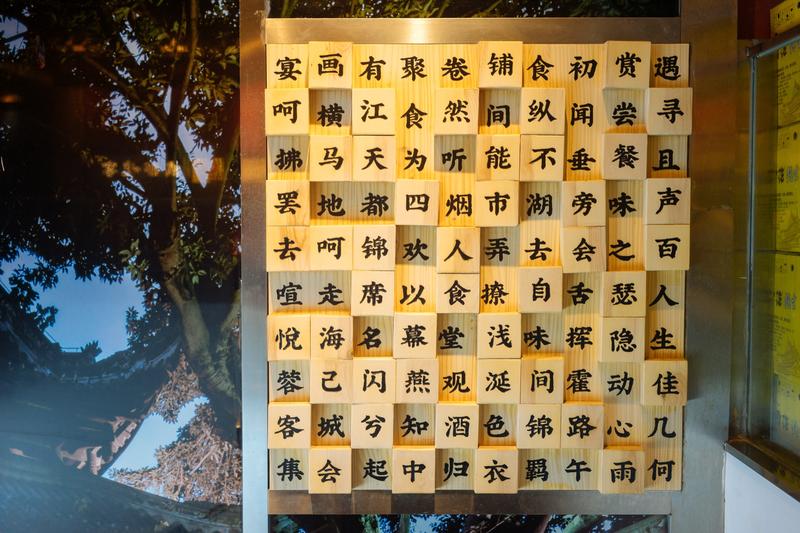 宴画有聚卷铺食初赏遇
呵横江食然间纵闻尝寻
拂马天为听能不垂餐且
罢地都四烟市湖旁味声
去呵锦欢人弄去会之百
喧走席以食撩自舌瑟人
悦海名幕堂浅味挥隐生
蓉己闪燕观涎间霍动佳
客城兮知酒色锦路心几
集会起中归衣羁午雨何